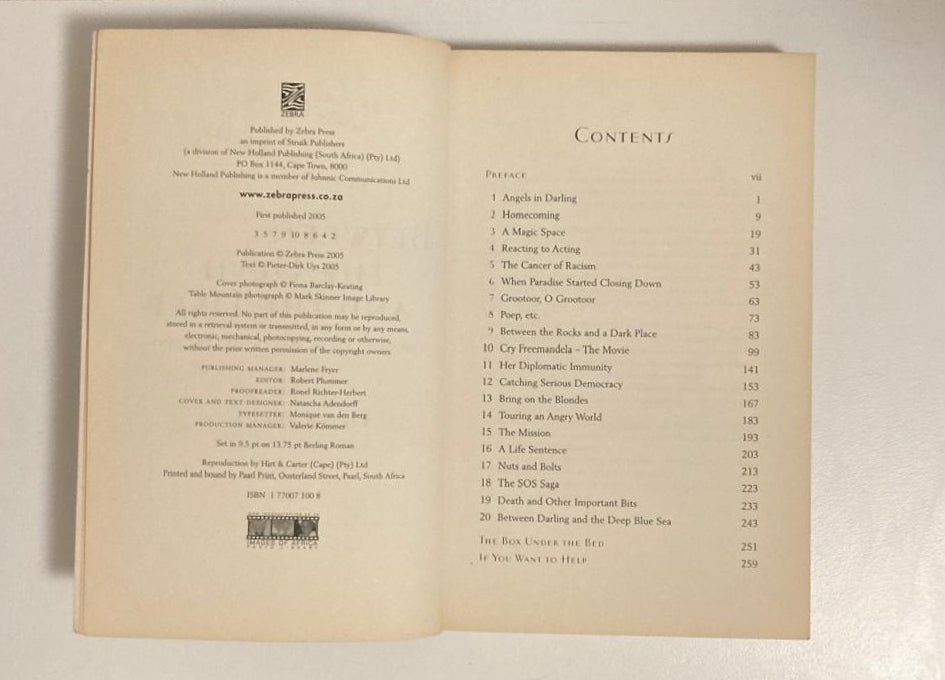 ZEBRA
Published by Zebra Press
an imprint of Struik Publishers
(a division of New Holland Publishing (South Africa) (Pty) Ltd)
PO Box 1144, Cape Town, 8000
New Holland Publishing is a member of Johnnic Communications Ltd
www.zebrapress.co.za
First published 2005
3 5 7 9 10 8 6 4 2
Publication © Zebra Press 2005
Text © Pieter-Dirk Uys 2005
Cover photograph © Fiona Barclay-Keating
Table Mountain photograph © Mark Skinner Image Library
All rights reserved. No part of this publication may be reproduced,
stored in a retrieval system or transmitted, in any form or by any means,
electronic, mechanical, photocopying, recording or otherwise,
without the prior written permission of the copyright owners
PUBLISHING MANAGER: Marlene Fryer
EDITOR: Robert Plummer
PROOFREADER: Ronel Richter-Herbert
COVER AND TEXT DESIGNER: Natascha Adendorff
TYPESETTER: Monique van den Berg
PRODUCTION MANAGER: Valerie Kömmer
Set in 9.5 pt on 13.75 pt Berling Roman
Reproduction by Hirt & Carter (Cape) (Pty) Ltd
Printed and bound by Paarl Print, Oosterland Street, Paarl, South Africa
ISBN 1 77007 100 8
IMAGES OF AFRICA
PHOTO LIBRARY
CONTENTS
PREFACE vii
1 Angels in Darling 1
2 Homecoming 9
3 A Magic Space 19
4 Reacting to Acting 31
5 The Cancer of Racism 43
6 When Paradise Started Closing Down 53
7 Grootoor, O Grootoor 63
8 Poep, etc. 73
9 Between the Rocks and a Dark Place 83
10 Cry Freemandela – The Movie 99
11 Her Diplomatic Immunity 141
12 Catching Serious Democracy 153
13 Bring on the Blondes 167
14 Touring an Angry World 183
15 The Mission 193
16 A Life Sentence 203
17 Nuts and Bolts 213
18 The SOS Saga 223
19 Death and Other Important Bits 233
20 Between Darling and the Deep Blue Sea 243
THE BOX UNDER THE BED 251
IF YOU WANT TO HELP 259